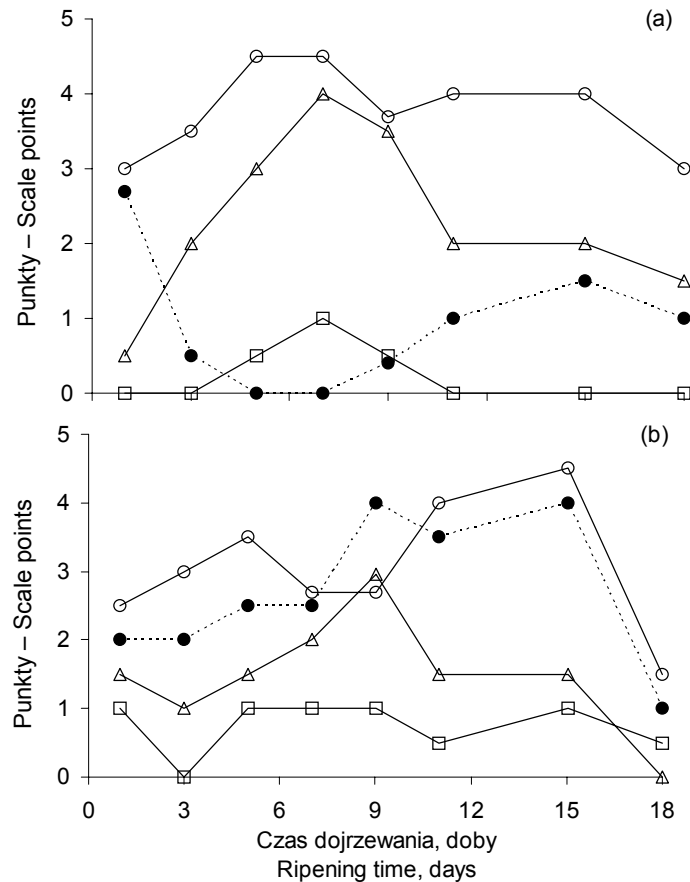 (a)
5
4
3
2
1
0
Punkty – Scale points
(b)
5
4
3
2
1
0
Punkty – Scale points
0 3 6 9 12 15 18
Czas dojrzewania, doby
Ripening time, days